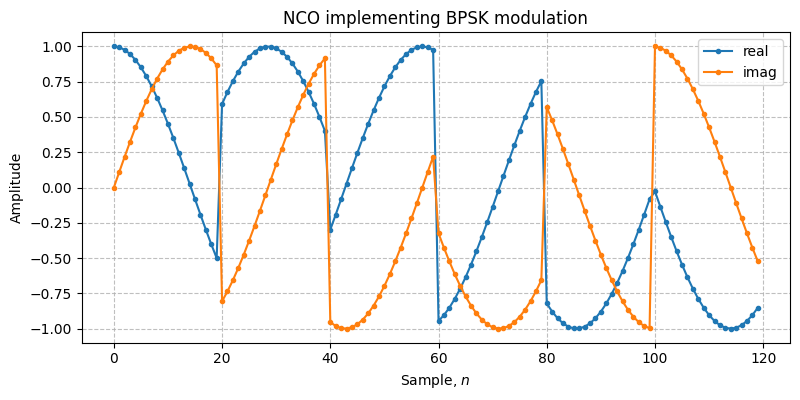 NCO implementing BPSK modulation
real
imag
1.00
0.75
0.50
0.25
0.00
−0.25
−0.50
−0.75
−1.00
Amplitude
0 20 40 60 80 100 120
Sample, n